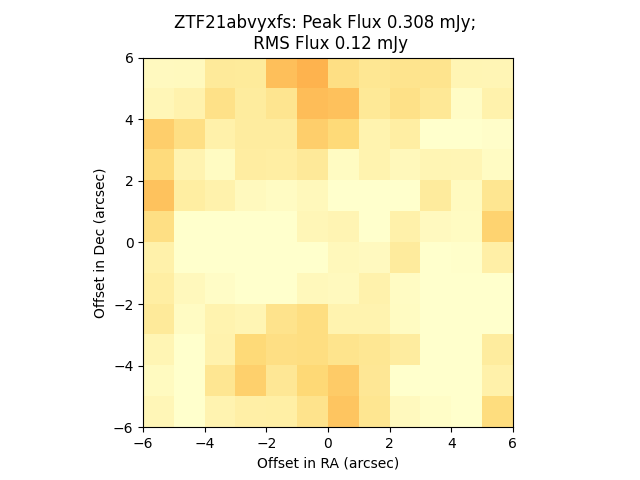 ZTF21abvyxfs: Peak Flux 0.308 mJy;
RMS Flux 0.12 mJy
6
4
2
0
−2
−4
−6
Offset in Dec (arcsec)
−6 −4 −2 0 2 4 6
Offset in RA (arcsec)